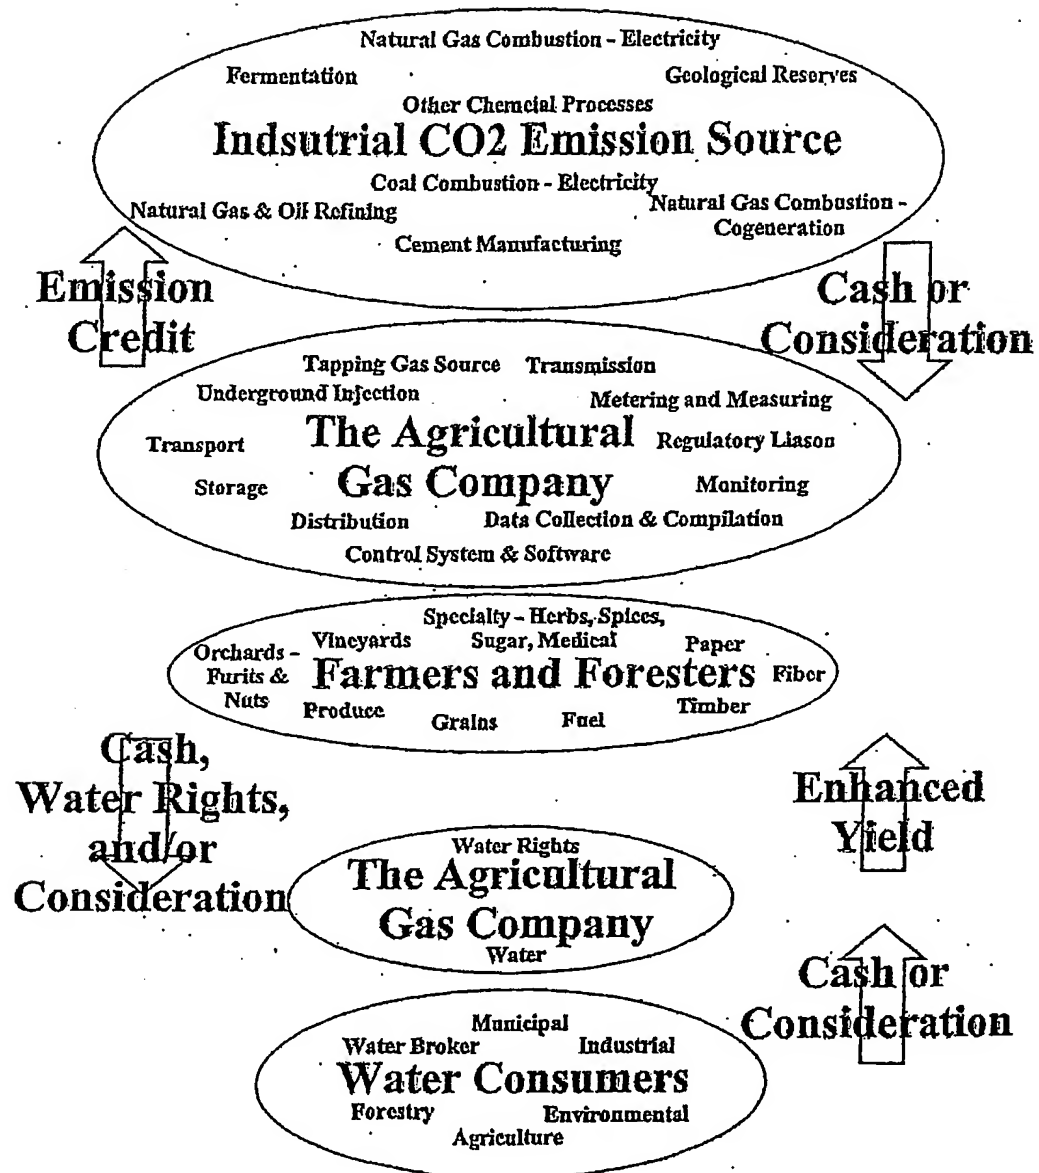 Natural Gas Combustion - Electricity
Fermentation
Geological Reserves
Other Chemcial Processes
Indsutrial CO2 Emission Source
Coal Combustion - Electricity
Natural Gas & Oil Refining
Natural Gas Combustion -
Cogeneration
Cement Manufacturing
Emission
Credit
Cash or
Consideration
Tapping Gas Source
Transmission
Underground Injection
Metering and Measuring
Transport
The Agricultural
Gas Company
Regulatory Liason
Storage
Monitoring
Distribution
Data Collection & Compilation
Control System & Software
Specialty - Herbs, Spices,
Sugar, Medical
Vineyards
Paper
Orchards -
Furits &
Nuts
Farmers and Foresters
Fiber
Produce
Grains
Fuel
Timber
Cash,
Water Rights,
and/or
Consideration
Enhanced
Yield
Water Rights
The Agricultural
Gas Company
Water
Cash or
Consideration
Municipal
Water Broker
Industrial
Water Consumers
Forestry
Environmental
Agriculture